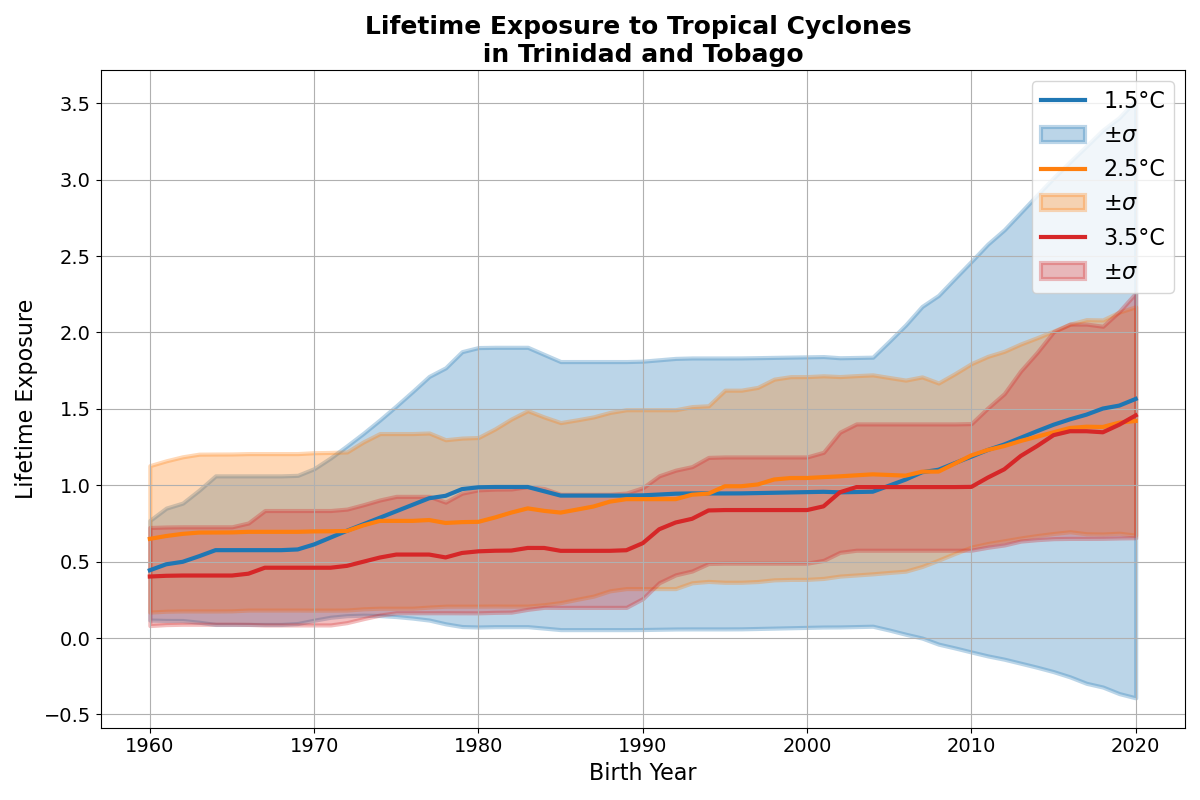 Lifetime Exposure to Tropical Cyclones
in Trinidad and Tobago
3.5
3.0
2.5
2.0
1.5
1.0
0.5
0.0
−0.5
Lifetime Exposure
1.5°C
±σ
2.5°C
±σ
3.5°C
±σ
1960
1970
1980
1990
2000
2010
2020
Birth Year